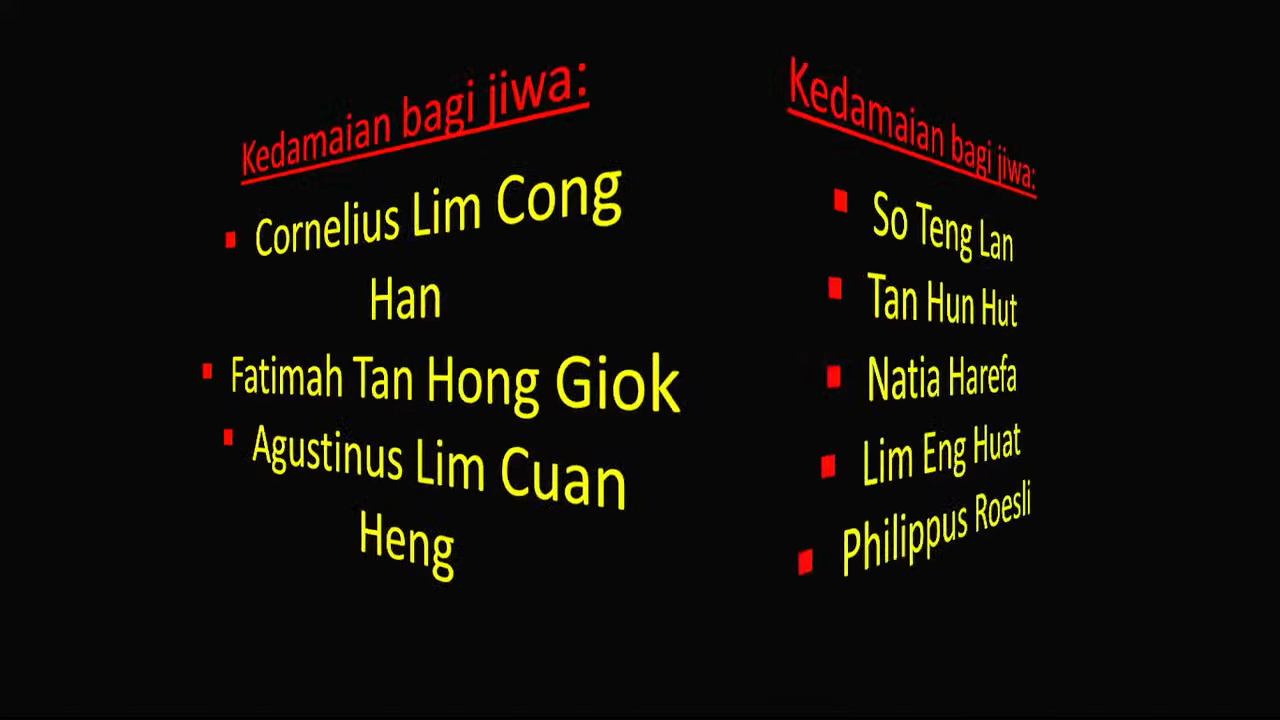 Kedamaian bagi jiwa:
▪ Cornelius Lim Cong
Han
▪ Fatimah Tan Hong Giok
▪ Agustinus Lim Cuan
Heng
Kedamaian bagi jiwa:
▪ So Teng Lan
▪ Tan Hun Hut
▪ Natia Harefa
▪ Lim Eng Huat
▪ Philippus Roesli